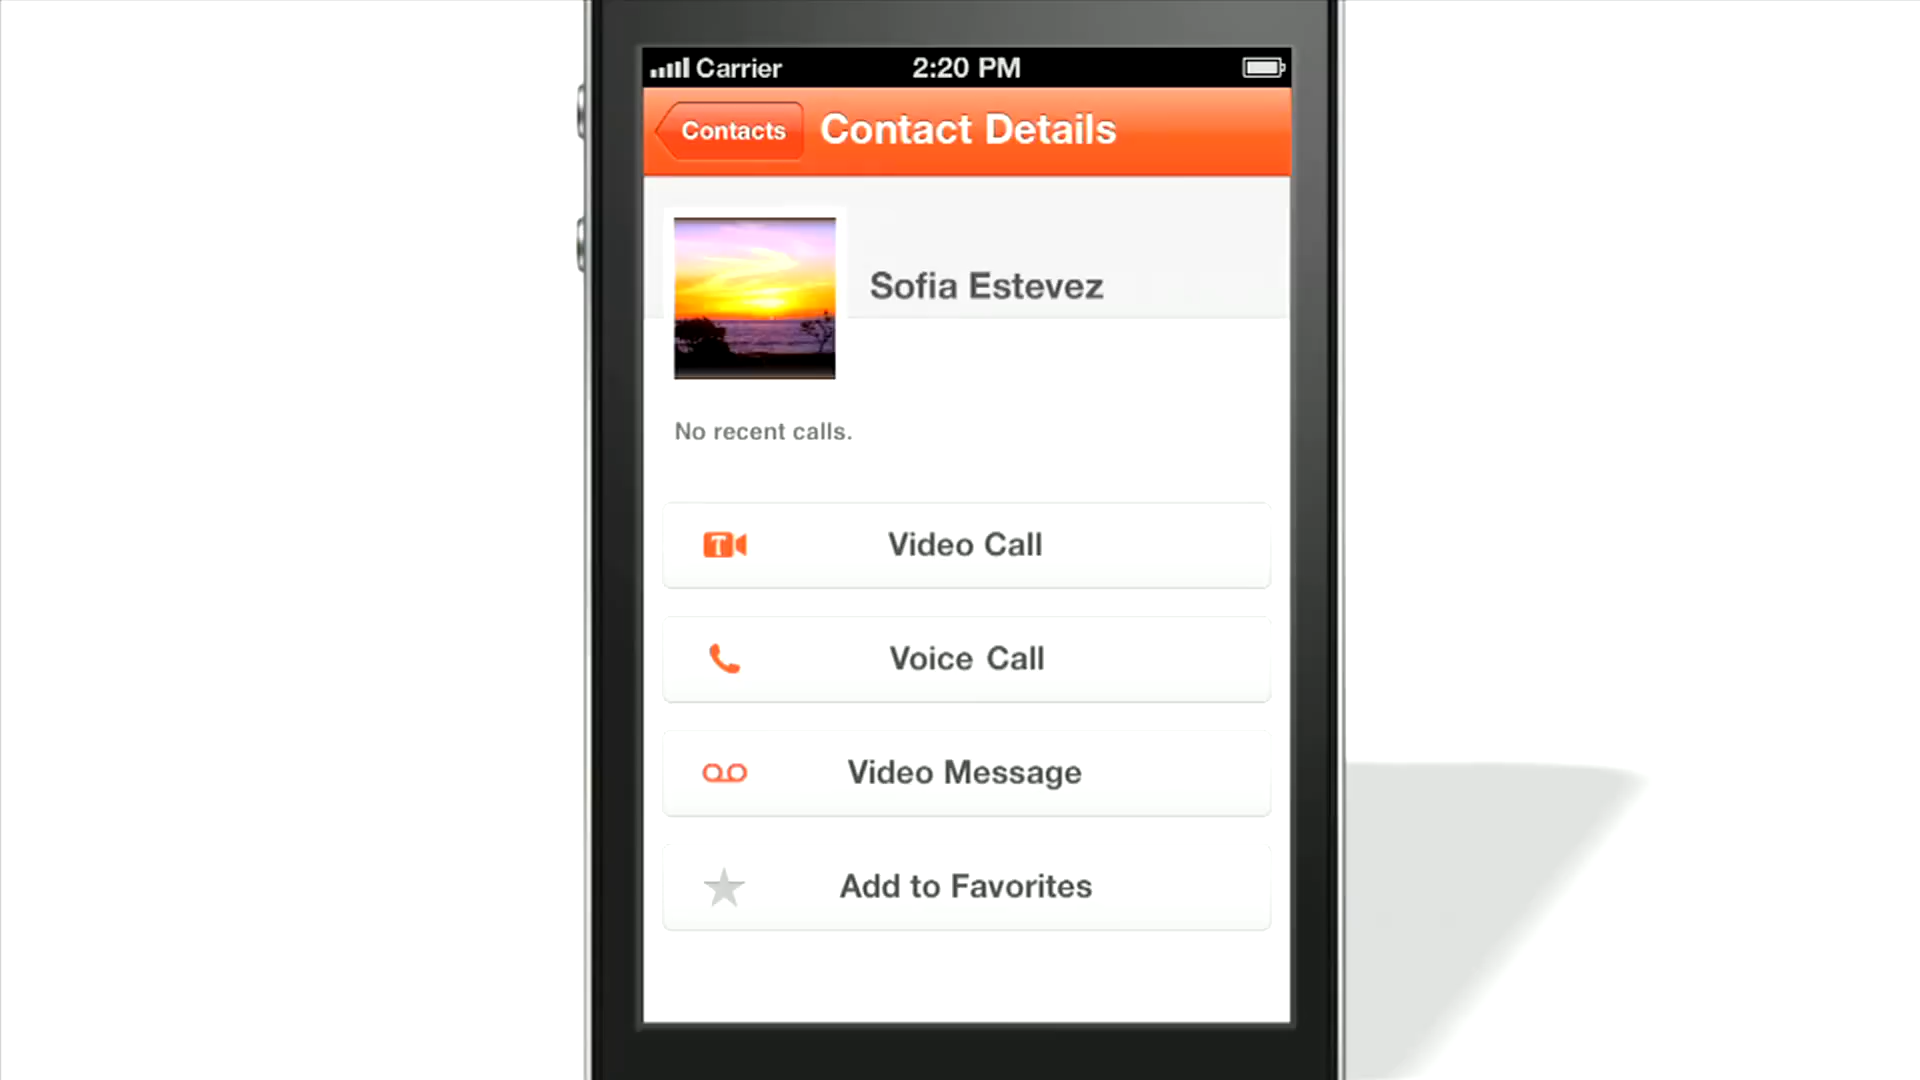 Carrier 2:20 PM
Contacts Contact Details
Sofia Estevez
No recent calls.
T Video Call
Voice Call
Video Message
Add to Favorites